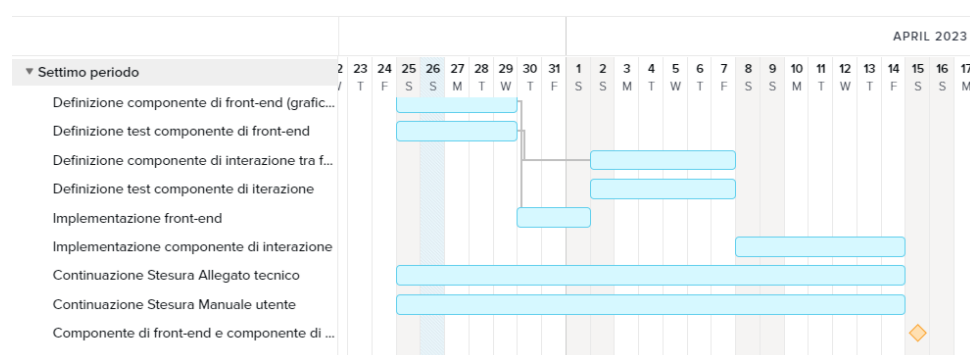 APRIL 2023
Settimo periodo
2 23 24 25 26 27 28 29 30 31 1 2 3 4 5 6 7 8 9 10 11 12 13 14 15 16 17
T F S S M T W T F S S M T W T F S S M T W T F S S M
Definizione componente di front-end (grafic...
Definizione test componente di front-end
Definizione componente di interazione tra f...
Definizione test componente di iterazione
Implementazione front-end
Implementazione componente di interazione
Continuazione Stesura Allegato tecnico
Continuazione Stesura Manuale utente
Componente di front-end e componente di ...